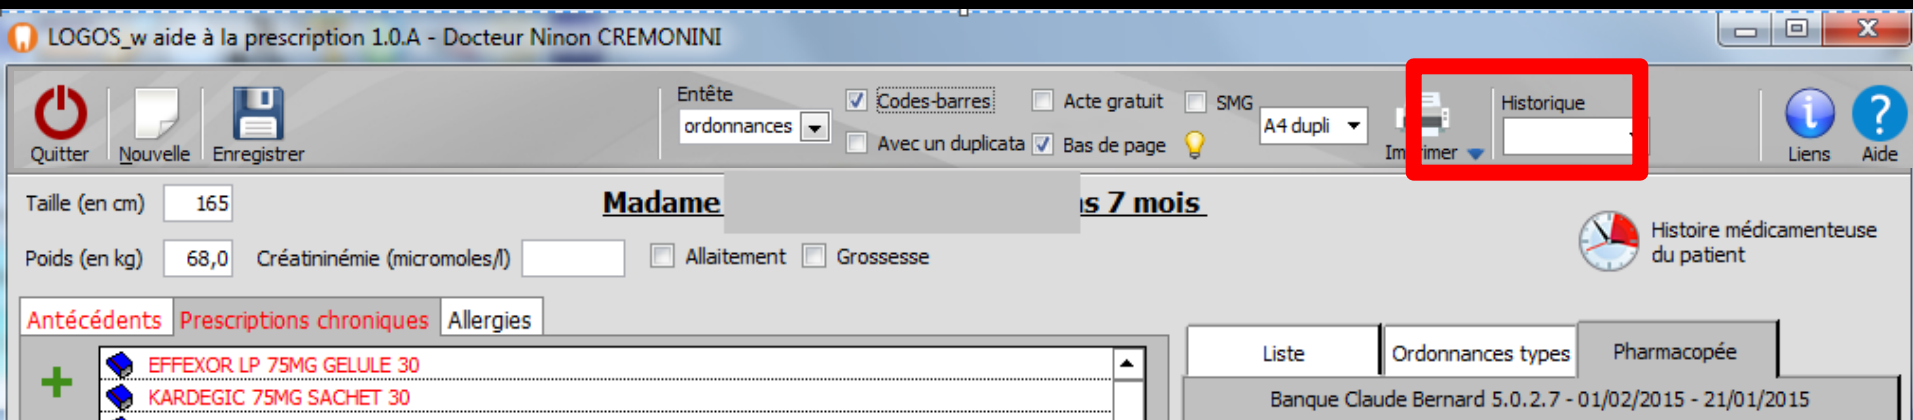 LOGOS_w aide à la prescription 1.0.A - Docteur Ninon CREMONINI
Quitter
Nouvelle
Enregistrer
Entête
ordonnances
Codes-barres
Acte gratuit
SMG
Avec un duplicata
Bas de page
A4 dupli
Imprimer
Historique
Liens
Aide
Taille (en cm) 165
Madame
7 mois
Histoire médicamenteuse
du patient
Poids (en kg) 68,0 Créatininémie (micromoles/l) Allaitement Grossesse
Antécédents Prescriptions chroniques Allergies
EFFEXOR LP 75MG GELULE 30
KARDEGIC 75MG SACHET 30
Liste Ordonnances types Pharmacopée
Banque Claude Bernard 5.0.2.7 - 01/02/2015 - 21/01/2015